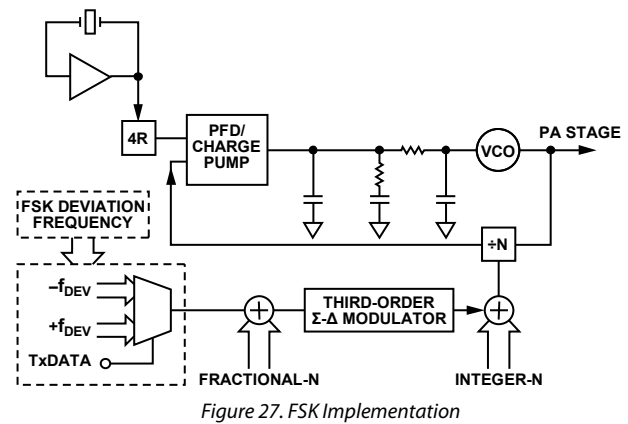 4R
PFD/
CHARGE
PUMP
VCO
PA STAGE
÷N
FSK DEVIATION
FREQUENCY
–fDEV
+fDEV
TxDATA
THIRD-ORDER
Σ-Δ MODULATOR
FRACTIONAL-N
INTEGER-N
Figure 27. FSK Implementation